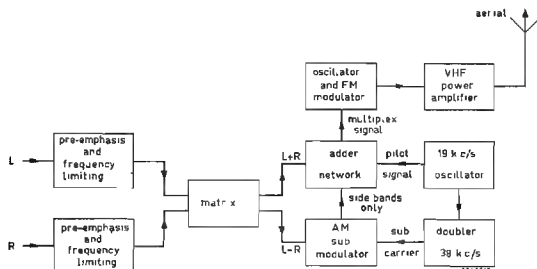 aerial
oscillator
and FM
modulator
VHF
power
amplifier
multiplex
signal
pre-emphasis
and
frequency
limiting
L
L+R
adder
network
pilot
signal
19 kc/s
oscillator
matrix
side bands
only
R
pre-emphasis
and
frequency
limiting
L-R
AM
sub
modulator
sub
carrier
doubler
38 kc/s